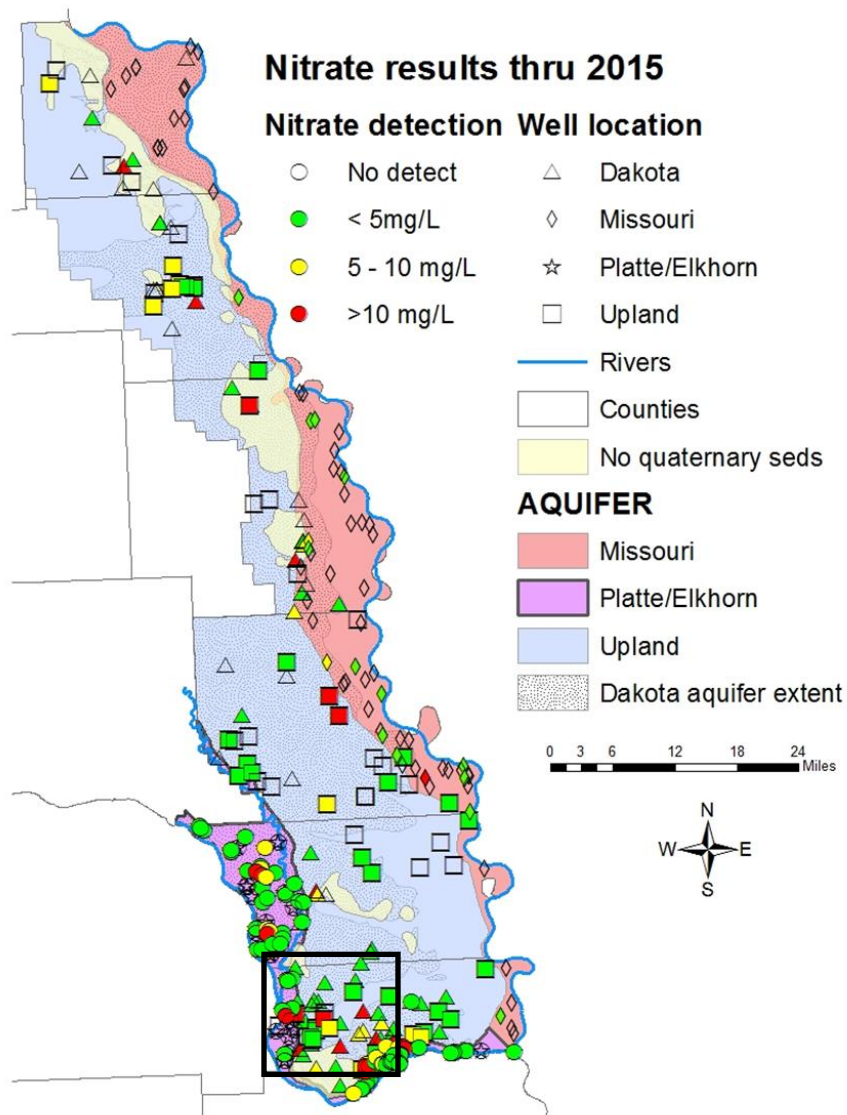 Nitrate results thru 2015
Nitrate detection
No detect
< 5mg/L
5 - 10 mg/L
>10 mg/L
Well location
Dakota
Missouri
Platte/Elkhorn
Upland
Rivers
Counties
No quaternary seds
AQUIFER
Missouri
Platte/Elkhorn
Upland
Dakota aquifer extent
0 3 6 12 18 24
Miles
N
W E
S